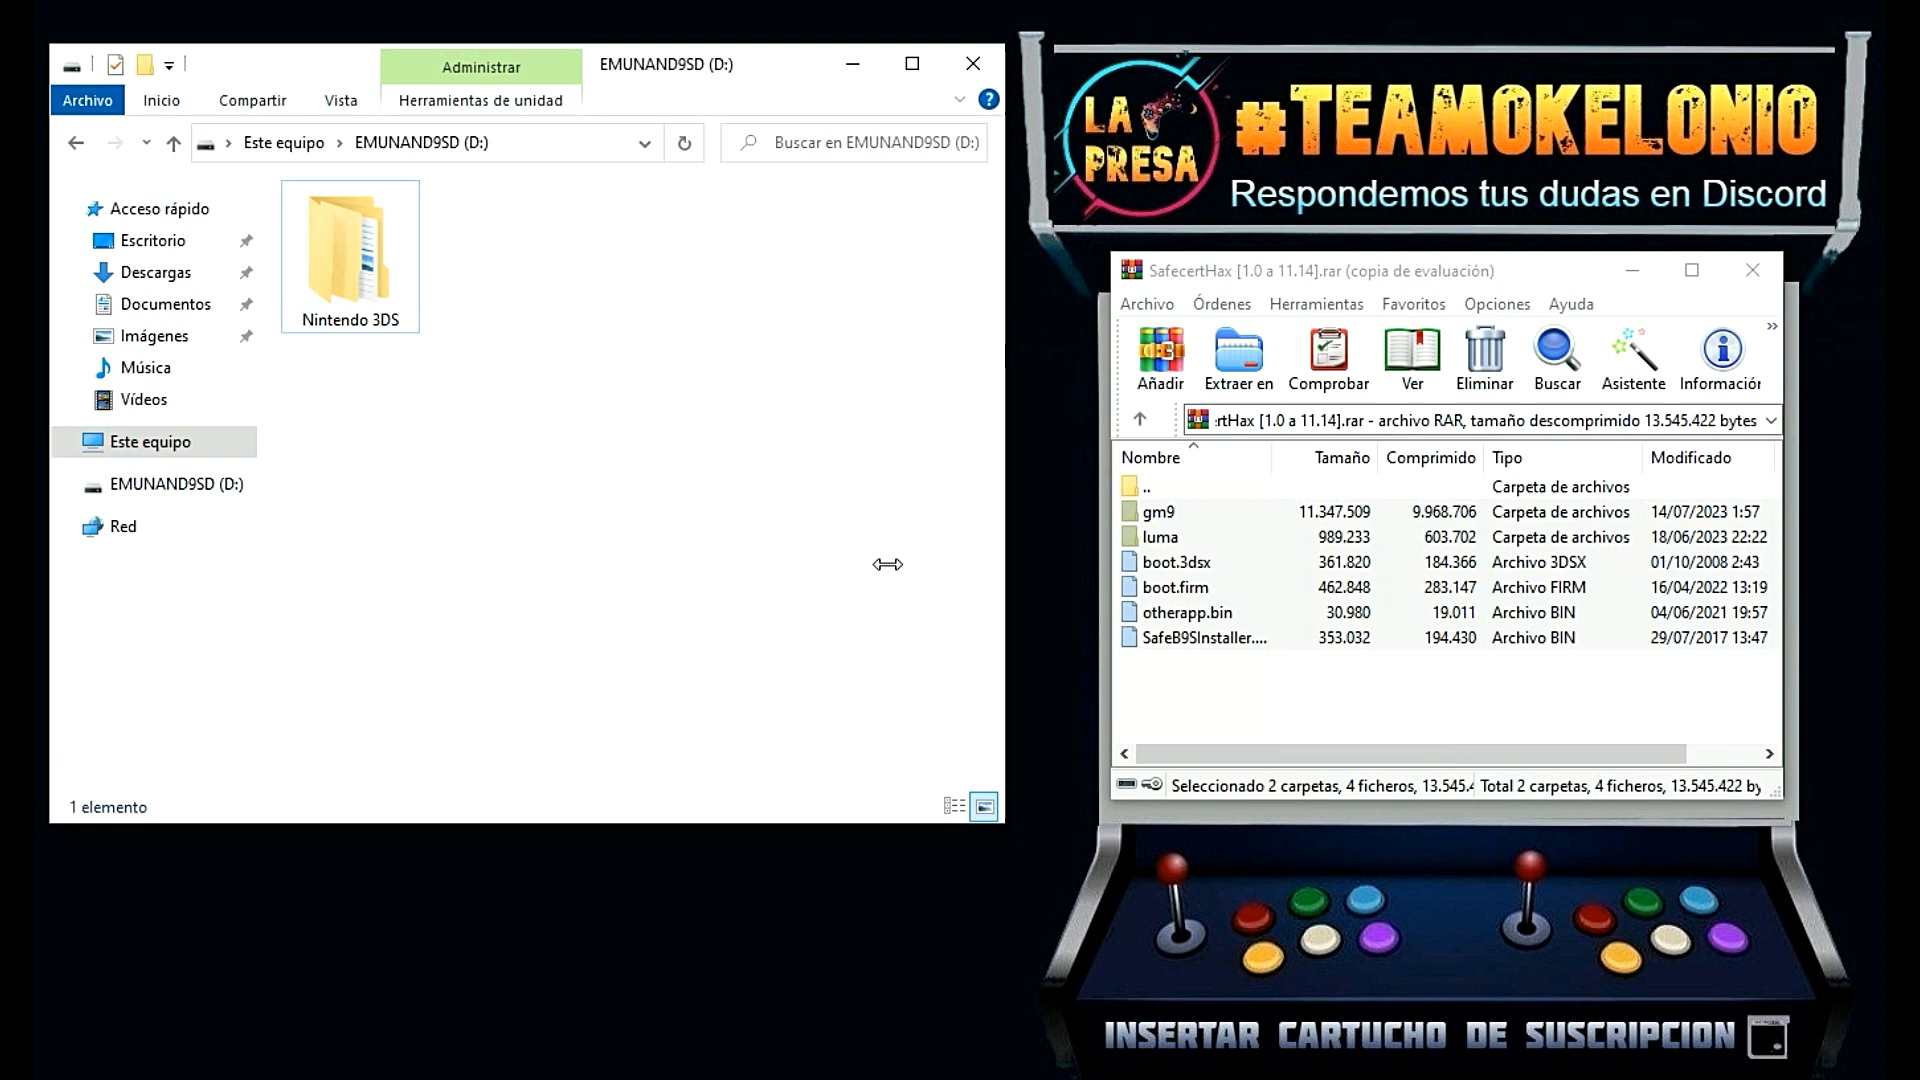 Administrar
EMUNAND9SD (D:)
Archivo
Inicio
Compartir
Vista
Herramientas de unidad
Este equipo
EMUNAND9SD (D:)
Buscar en EMUNAND9SD (D:)
Acceso rápido
Escritorio
Descargas
Documentos
Imágenes
Música
Vídeos
Este equipo
EMUNAND9SD (D:)
Red
Nintendo 3DS
1 elemento
LA PRESA
#TEAMOKELONIO
Respondemos tus dudas en Discord
SafecertHax [1.0 a 11.14].rar (copia de evaluación)
Archivo Órdenes Herramientas Favoritos Opciones Ayuda
Añadir Extraer en Comprobar Ver Eliminar Buscar Asistente Información
:rtHax [1.0 a 11.14].rar - archivo RAR, tamaño descomprimido 13.545.422 bytes
Nombre Tamaño Comprimido Tipo Modificado
.. Carpeta de archivos
gm9 11.347.509 9.968.706 Carpeta de archivos 14/07/2023 1:57
luma 989.233 603.702 Carpeta de archivos 18/06/2023 22:22
boot.3dsx 361.820 184.366 Archivo 3DSX 01/10/2008 2:43
boot.firm 462.848 283.147 Archivo FIRM 16/04/2022 13:19
otherapp.bin 30.980 19.011 Archivo BIN 04/06/2021 19:57
SafeB9SInstaller.... 353.032 194.430 Archivo BIN 29/07/2017 13:47
Seleccionado 2 carpetas, 4 ficheros, 13.545.4 Total 2 carpetas, 4 ficheros, 13.545.422 by
INSERTAR CARTUCHO DE SUSCRIPCION